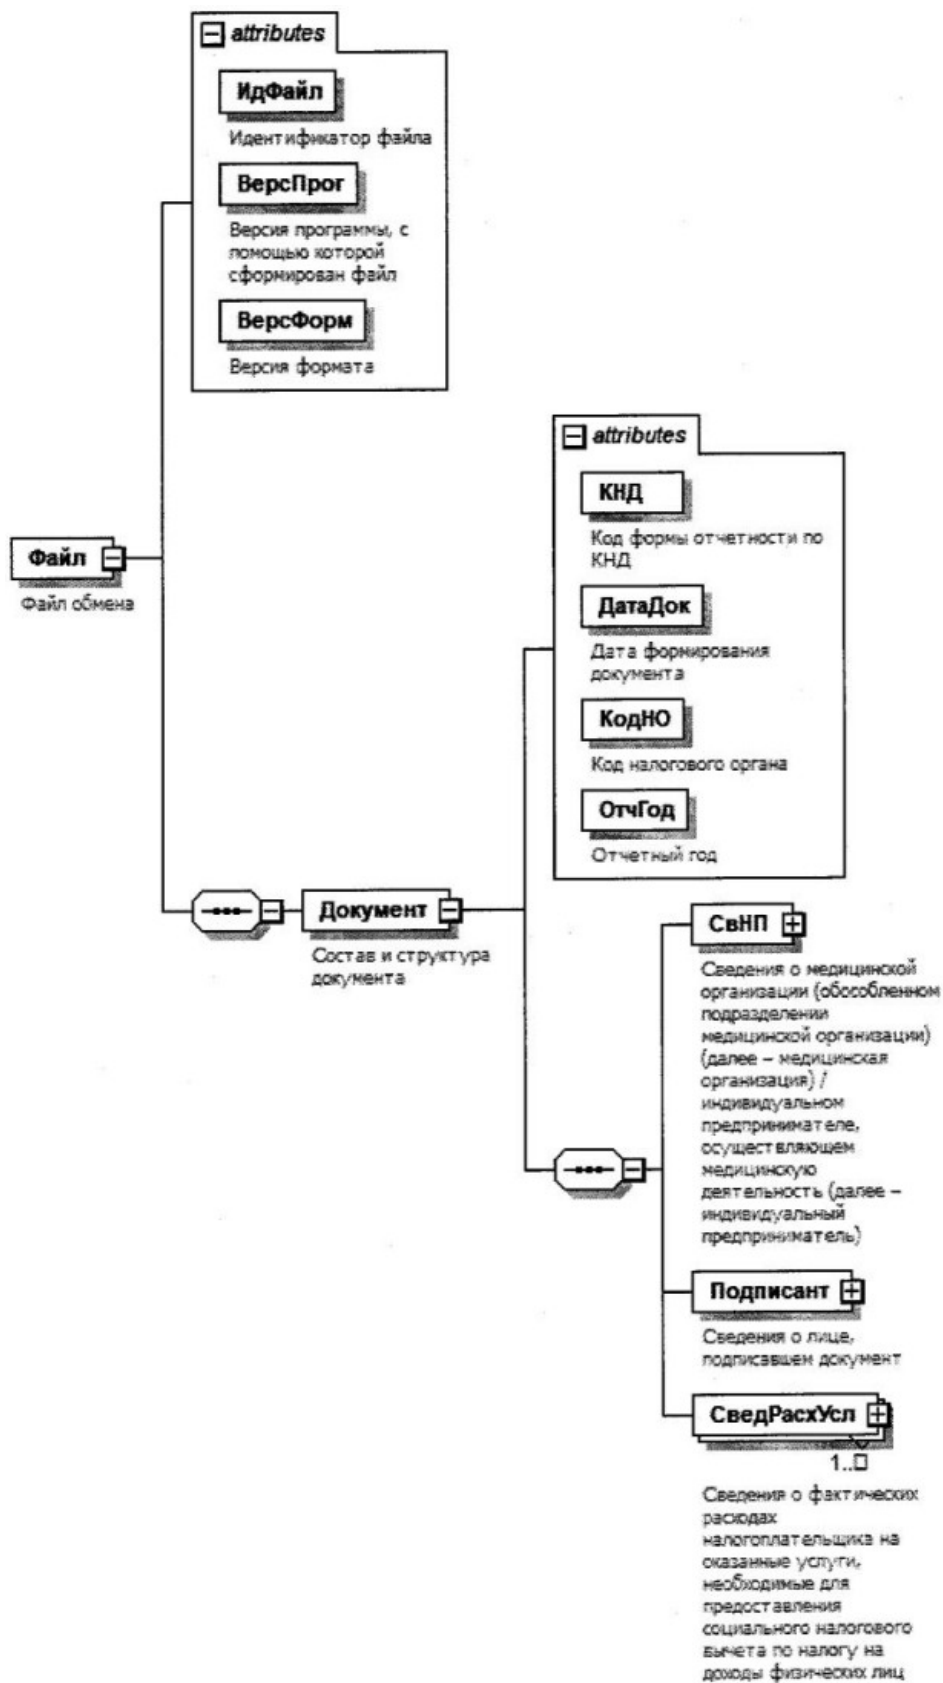 attributes
ИдФайл
Идентификатор файла
ВерсПрог
Версия программы, с
помощью которой
сформирован файл
ВерсФорм
Версия формата
Файл
Файл обмена
attributes
КНД
Код формы отчетности по
КНД
ДатаДок
Дата формирования
документа
КодНО
Код налогового органа
ОтчГод
Отчетный год
Документ
Состав и структура
документа
СвНП
Сведения о медицинской
организации (обособленном
подразделении
медицинской организации)
(далее – медицинская
организация) /
индивидуальном
предпринимателе,
осуществляющем
медицинскую
деятельность (далее –
индивидуальный
предприниматель)
Подписант
Сведения о лице,
подписавшем документ
СведРасхУсл
1..
Сведения о фактических
расходах
налогоплательщика на
оказанные услуги,
необходимые для
предоставления
социального налогового
вычета по налогу на
доходы физических лиц